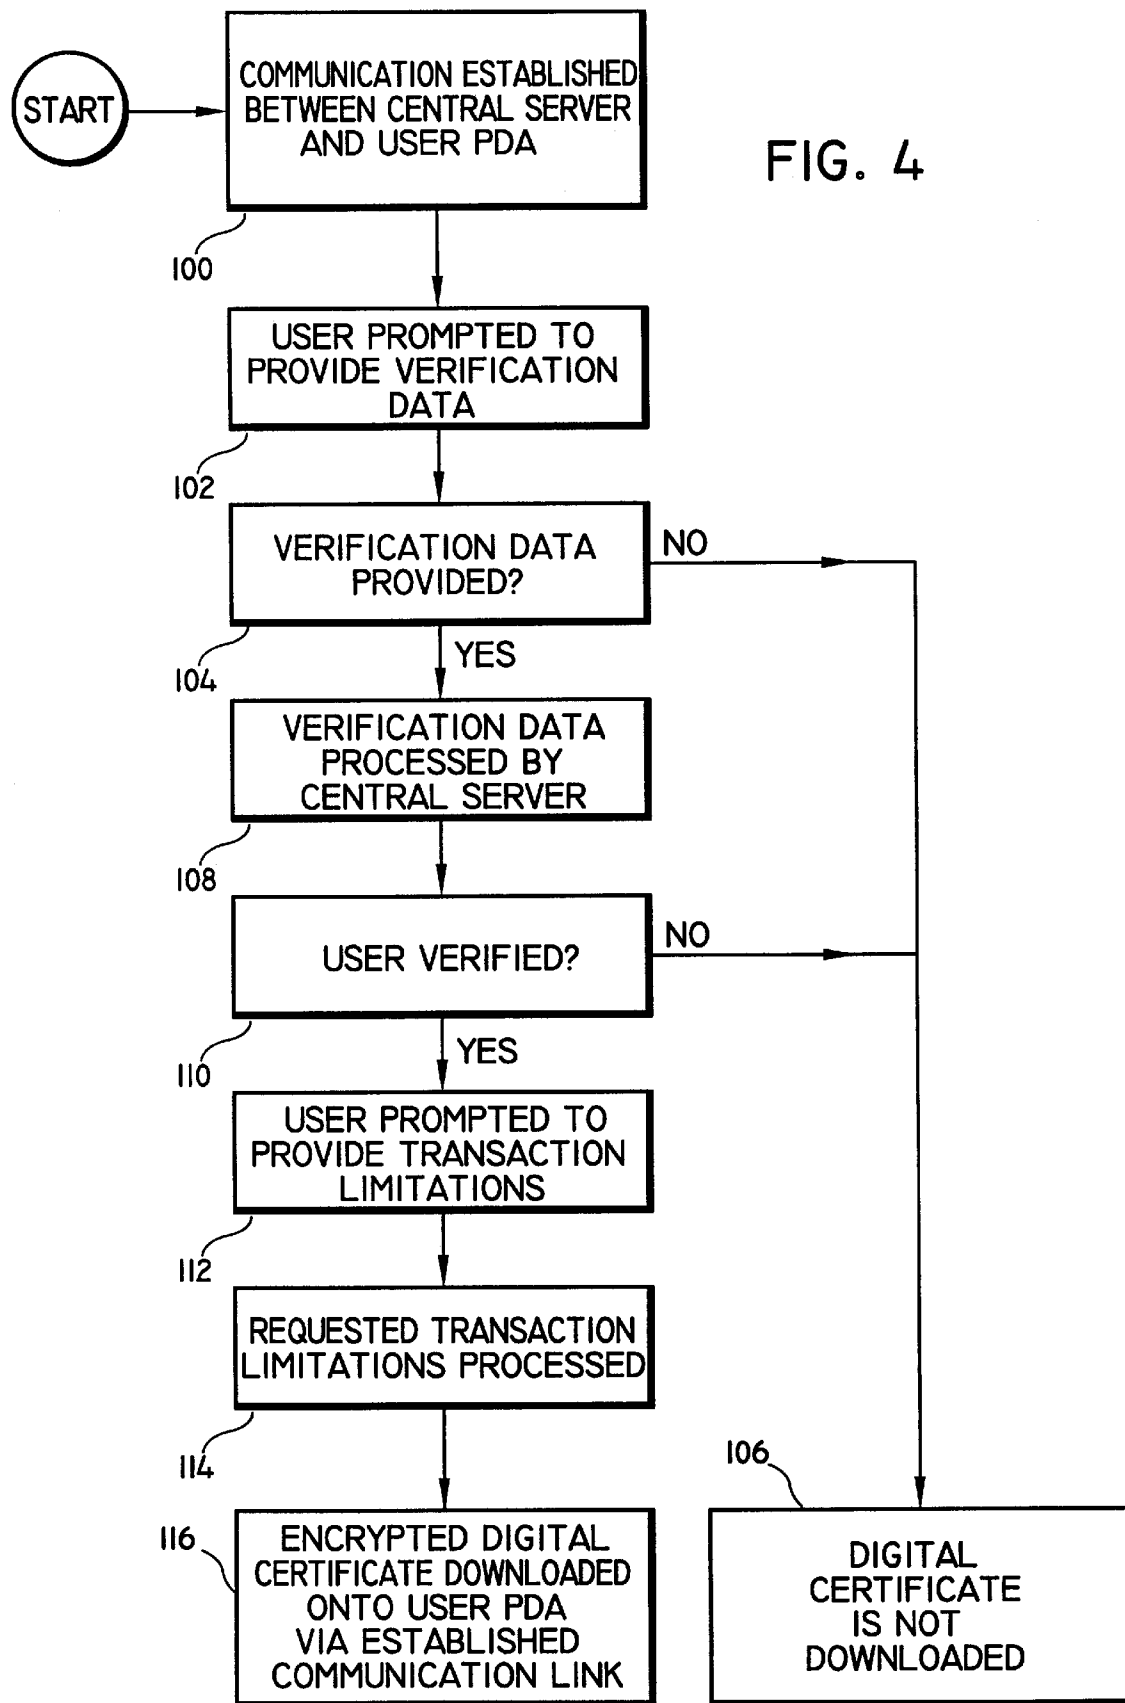 START
COMMUNICATION ESTABLISHED
BETWEEN CENTRAL SERVER
AND USER PDA
FIG. 4
100
USER PROMPTED TO
PROVIDE VERIFICATION
DATA
102
VERIFICATION DATA
PROVIDED?
NO
104
YES
VERIFICATION DATA
PROCESSED BY
CENTRAL SERVER
108
USER VERIFIED?
NO
110
YES
USER PROMPTED TO
PROVIDE TRANSACTION
LIMITATIONS
112
REQUESTED TRANSACTION
LIMITATIONS PROCESSED
114
116
ENCRYPTED DIGITAL
CERTIFICATE DOWNLOADED
ONTO USER PDA
VIA ESTABLISHED
COMMUNICATION LINK
106
DIGITAL
CERTIFICATE
IS NOT
DOWNLOADED